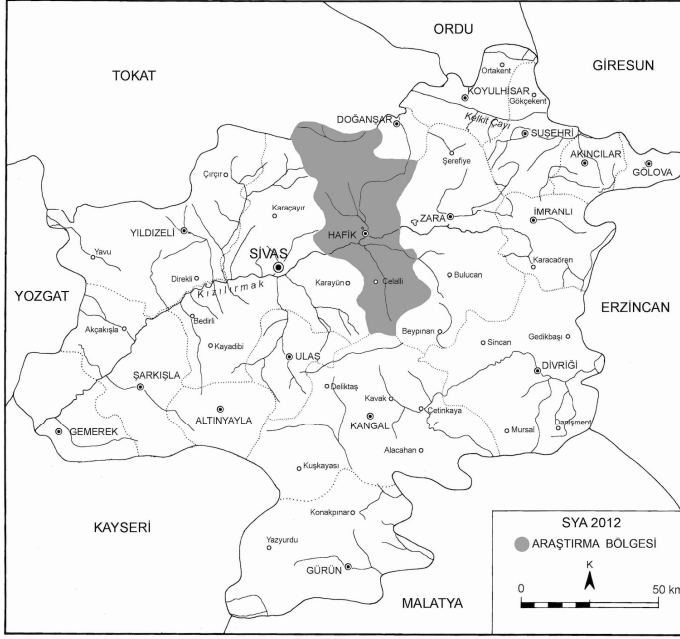 ORDU
TOKAT
GİRESUN
Ortakent
KOYULHİSAR
Gökçekent
DOĞANŞAR
Kelkit Çayı
SUŞEHRİ
Şerefiye
AKINCILAR
GÖLOVA
Çırçır
Karaçayır
ZARA
İMRANLI
YILDIZELİ
HAFİK
Yavu
SİVAS
Karacaören
Direkli
Karayün
Celalli
Bulucan
YOZGAT
Kızılırmak
ERZİNCAN
Bedirli
Akçakışla
Beypınarı
Gedikbaşı
Kayadibi
Sincan
ULAŞ
DİVRİĞİ
ŞARKIŞLA
Deliktaş
Kavak
ALTINYAYLA
Çetinkaya
KANGAL
GEMEREK
Mursal
Danişment
Alacahan
Kuşkayası
KAYSERİ
Konakpınar
SYA 2012
ARAŞTIRMA BÖLGESİ
Yazyurdu
K
GÜRÜN
0 50 km
MALATYA